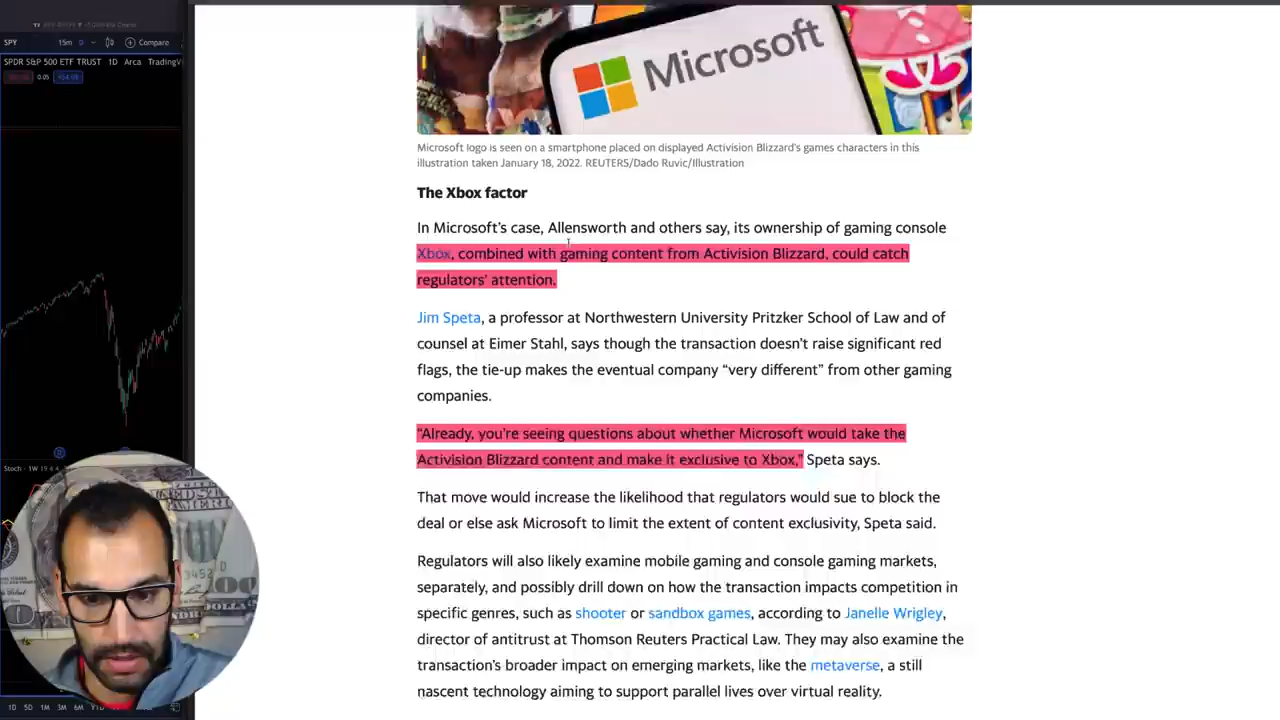 SPY
15m
D
Compare
SPDR S&P 500 ETF TRUST
1D
Arca
TradingV
0.05
Microsoft
Microsoft logo is seen on a smartphone placed on displayed Activision Blizzard's games characters in this
illustration taken January 18, 2022. REUTERS/Dado Ruvic/Illustration
The Xbox factor
In Microsoft's case, Allensworth and others say, its ownership of gaming console
Xbox, combined with gaming content from Activision Blizzard, could catch
regulators' attention.
Jim Speta, a professor at Northwestern University Pritzker School of Law and of
counsel at Eimer Stahl, says though the transaction doesn't raise significant red
flags, the tie-up makes the eventual company “very different” from other gaming
companies.
“Already, you're seeing questions about whether Microsoft would take the
Activision Blizzard content and make it exclusive to Xbox,” Speta says.
That move would increase the likelihood that regulators would sue to block the
deal or else ask Microsoft to limit the extent of content exclusivity, Speta said.
Regulators will also likely examine mobile gaming and console gaming markets,
separately, and possibly drill down on how the transaction impacts competition in
specific genres, such as shooter or sandbox games, according to Janelle Wrigley,
director of antitrust at Thomson Reuters Practical Law. They may also examine the
transaction's broader impact on emerging markets, like the metaverse, a still
nascent technology aiming to support parallel lives over virtual reality.
Stoch
1W
1D 5D 1M 3M 6M YTD